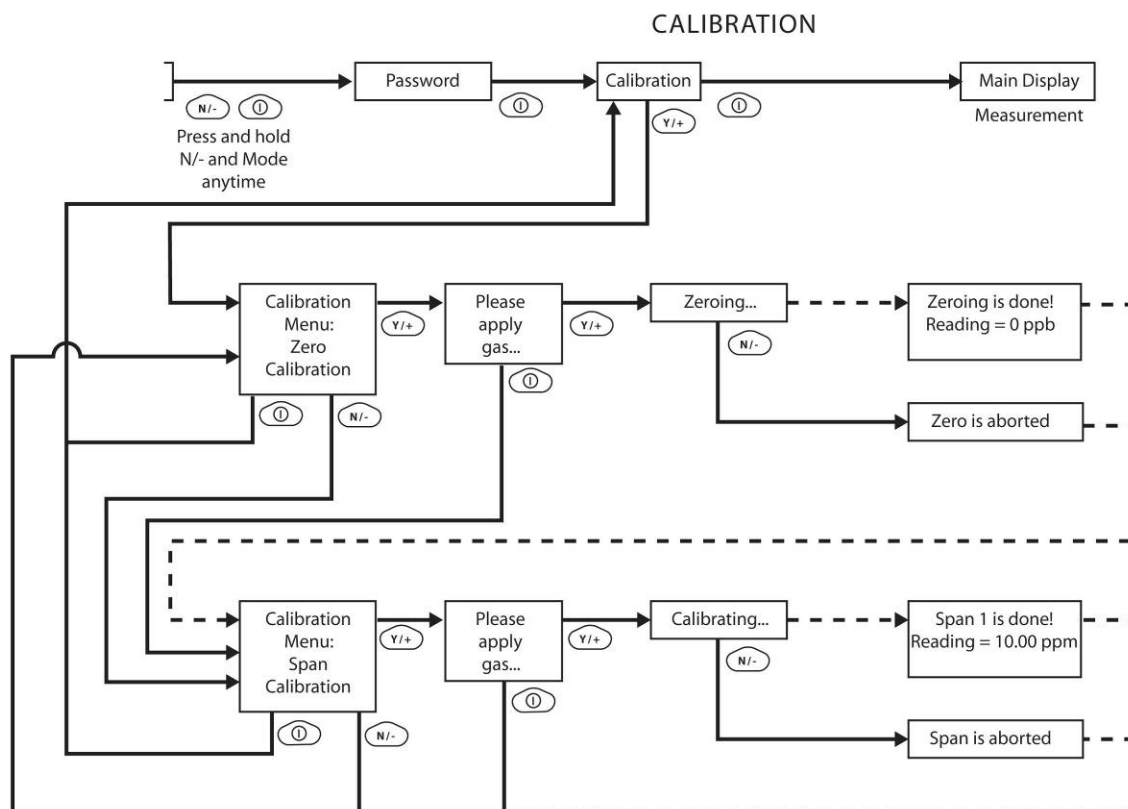 CALIBRATION
Password
Calibration
Main Display
N/-
Y/+
Measurement
Press and hold
N/- and Mode
anytime
Calibration
Menu:
Zero
Calibration
Y/+
Please
apply
gas...
Y/+
Zeroing...
Zeroing is done!
Reading = 0 ppb
N/-
N/-
Zero is aborted
Calibration
Menu:
Span
Calibration
Y/+
Please
apply
gas...
Y/+
Calibrating...
Span 1 is done!
Reading = 10.00 ppm
N/-
N/-
Span is aborted